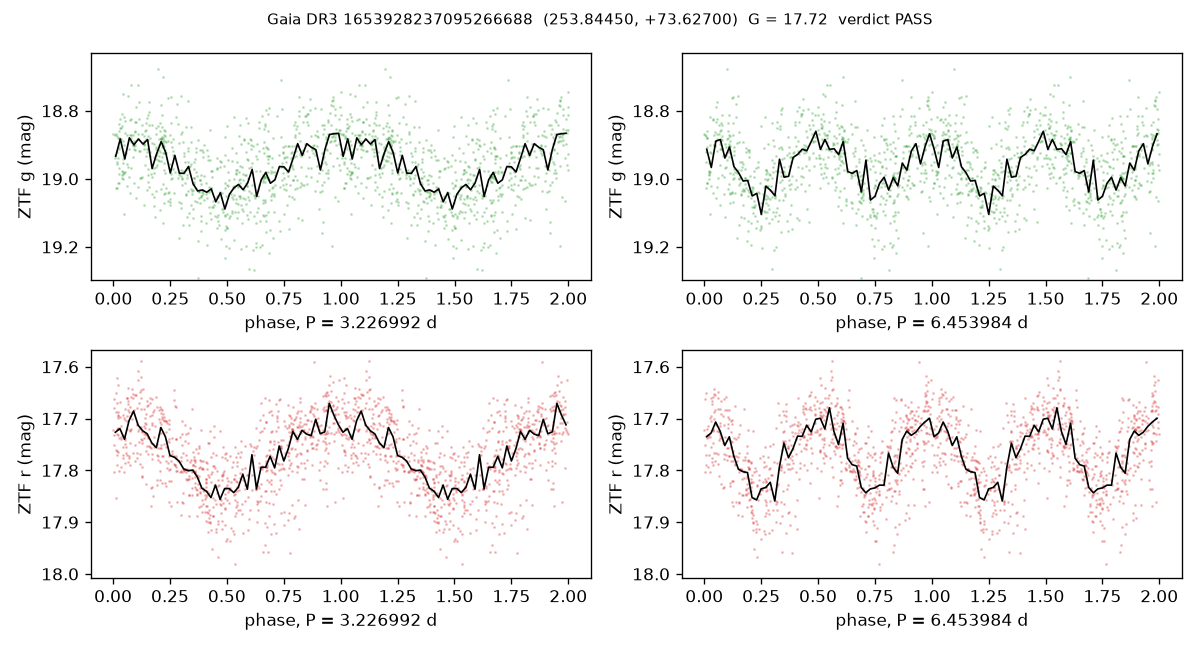 Gaia DR3 1653928237095266688 (253.84450, +73.62700) G = 17.72 verdict PASS
ZTF g (mag)
18.8
19.0
19.2
0.00 0.25 0.50 0.75 1.00 1.25 1.50 1.75 2.00
phase, P = 3.226992 d
ZTF g (mag)
18.8
19.0
19.2
0.00 0.25 0.50 0.75 1.00 1.25 1.50 1.75 2.00
phase, P = 6.453984 d
ZTF r (mag)
17.6
17.7
17.8
17.9
18.0
0.00 0.25 0.50 0.75 1.00 1.25 1.50 1.75 2.00
phase, P = 3.226992 d
ZTF r (mag)
17.6
17.7
17.8
17.9
18.0
0.00 0.25 0.50 0.75 1.00 1.25 1.50 1.75 2.00
phase, P = 6.453984 d